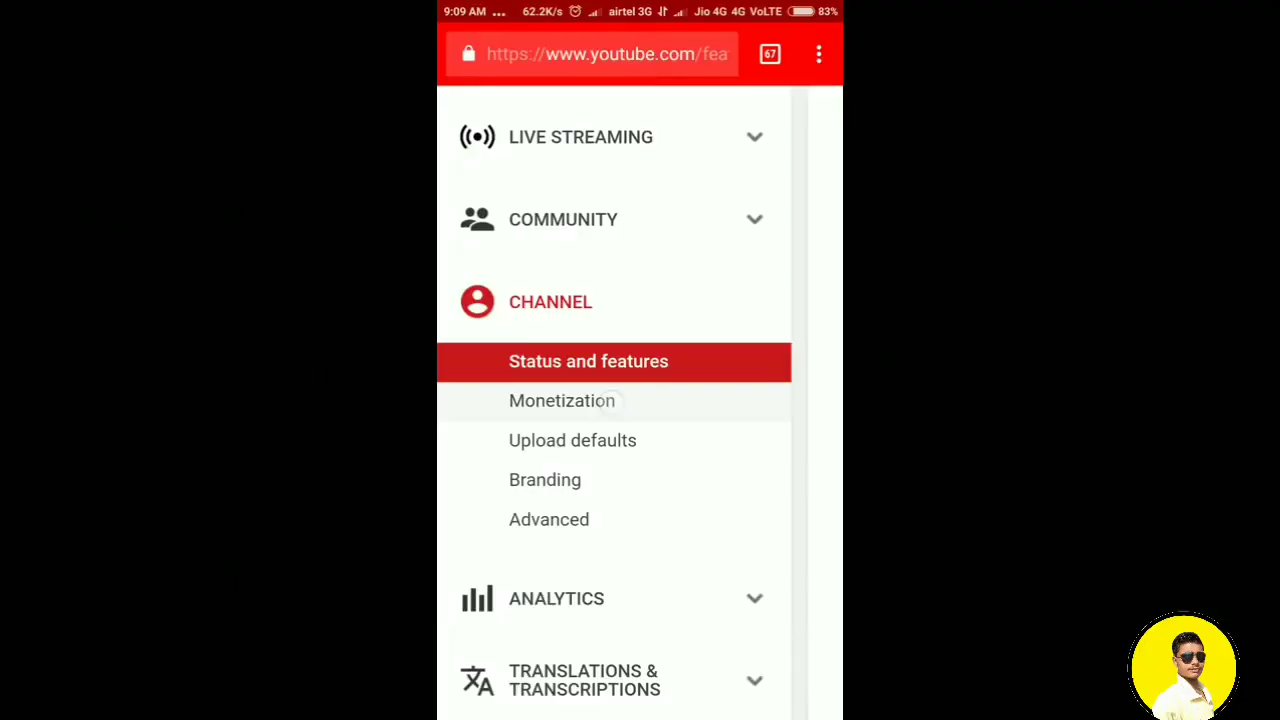 9:09 AM ... 62.2K/s airtel 3G Jio 4G 4G VoLTE 83%
https://www.youtube.com/fea 67
LIVE STREAMING
COMMUNITY
CHANNEL
Status and features
Monetization
Upload defaults
Branding
Advanced
ANALYTICS
TRANSLATIONS &
TRANSCRIPTIONS